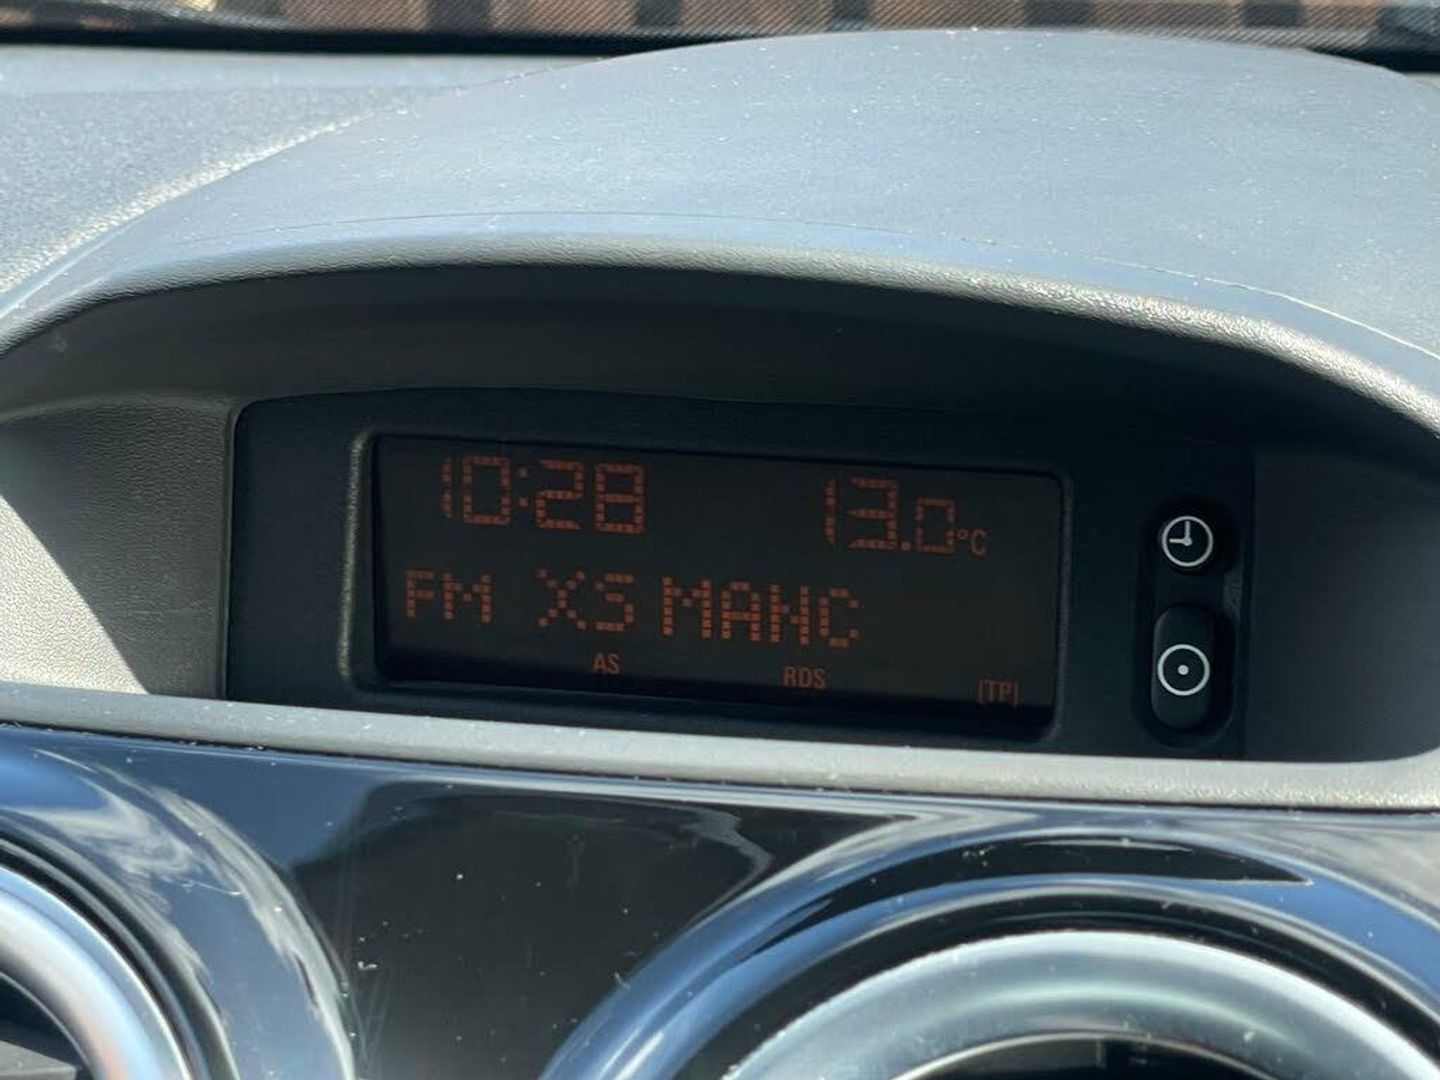 10:28 13.0°C
FM XS MANC
AS RDS [TP]